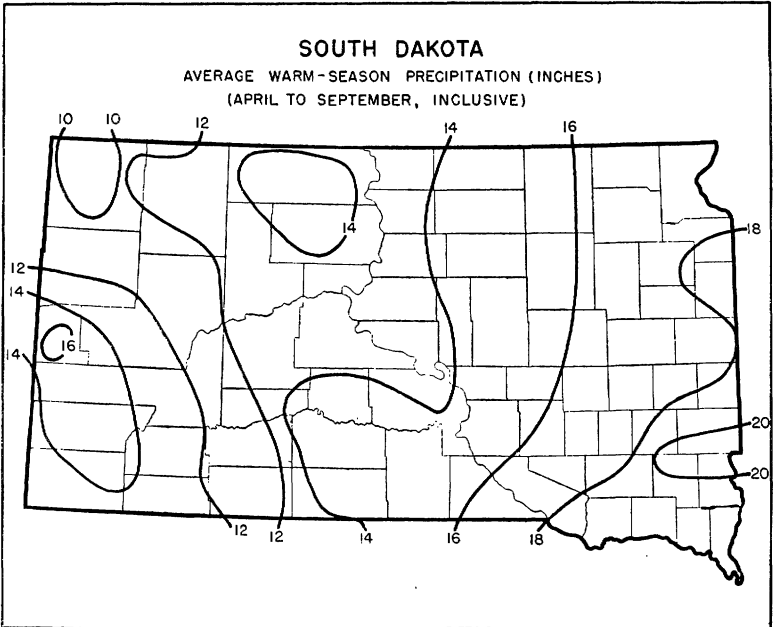 SOUTH DAKOTA
AVERAGE WARM-SEASON PRECIPITATION (INCHES)
(APRIL TO SEPTEMBER, INCLUSIVE)
10 10 12 14 16
14
18
12
14
16
14
20
20
12 12 14 16 18